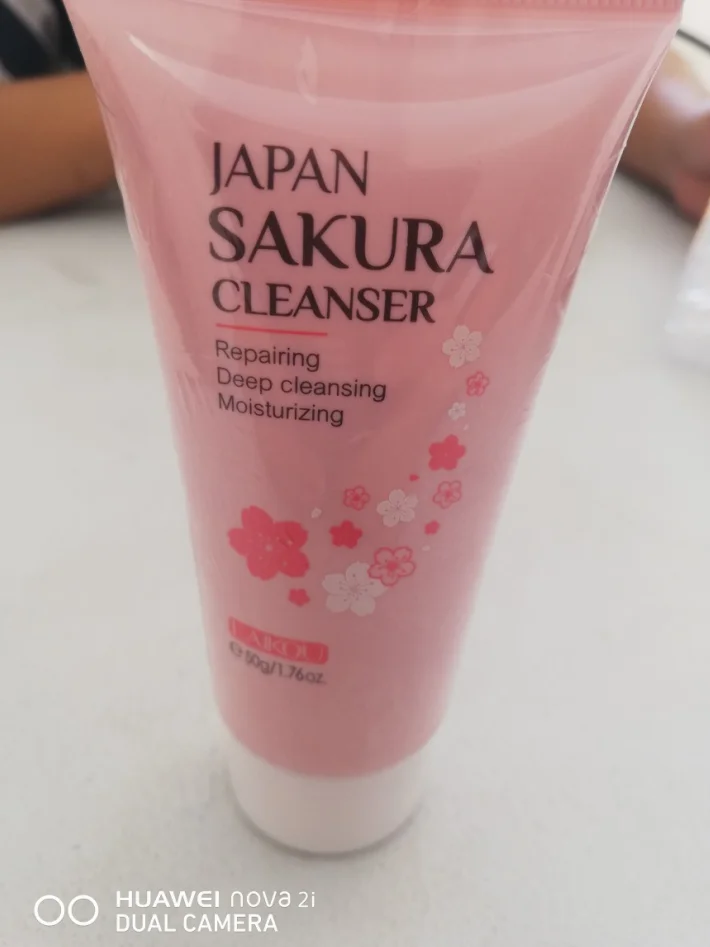 JAPAN
SAKURA
CLEANSER
Repairing
Deep cleansing
Moisturizing
LAIKOU
℮ 50g/1.76oz.
HUAWEI nova 2i
DUAL CAMERA